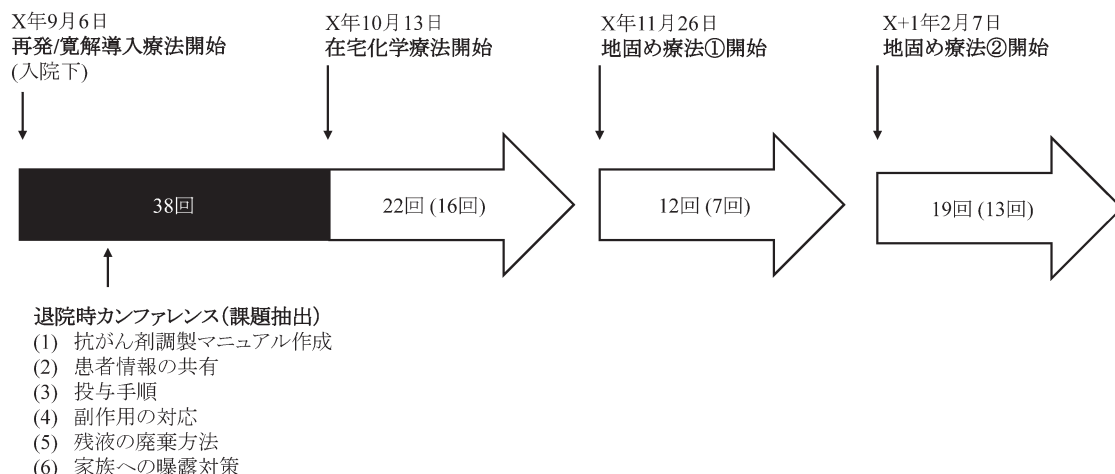 X年9月6日
再発/寛解導入療法開始
(入院下)
X年10月13日
在宅化学療法開始
X年11月26日
地固め療法①開始
X+1年2月7日
地固め療法②開始
38回
22回 (16回)
12回 (7回)
19回 (13回)
退院時カンファレンス(課題抽出)
(1) 抗がん剤調製マニュアル作成
(2) 患者情報の共有
(3) 投与手順
(4) 副作用の対応
(5) 残液の廃棄方法
(6) 家族への曝露対策